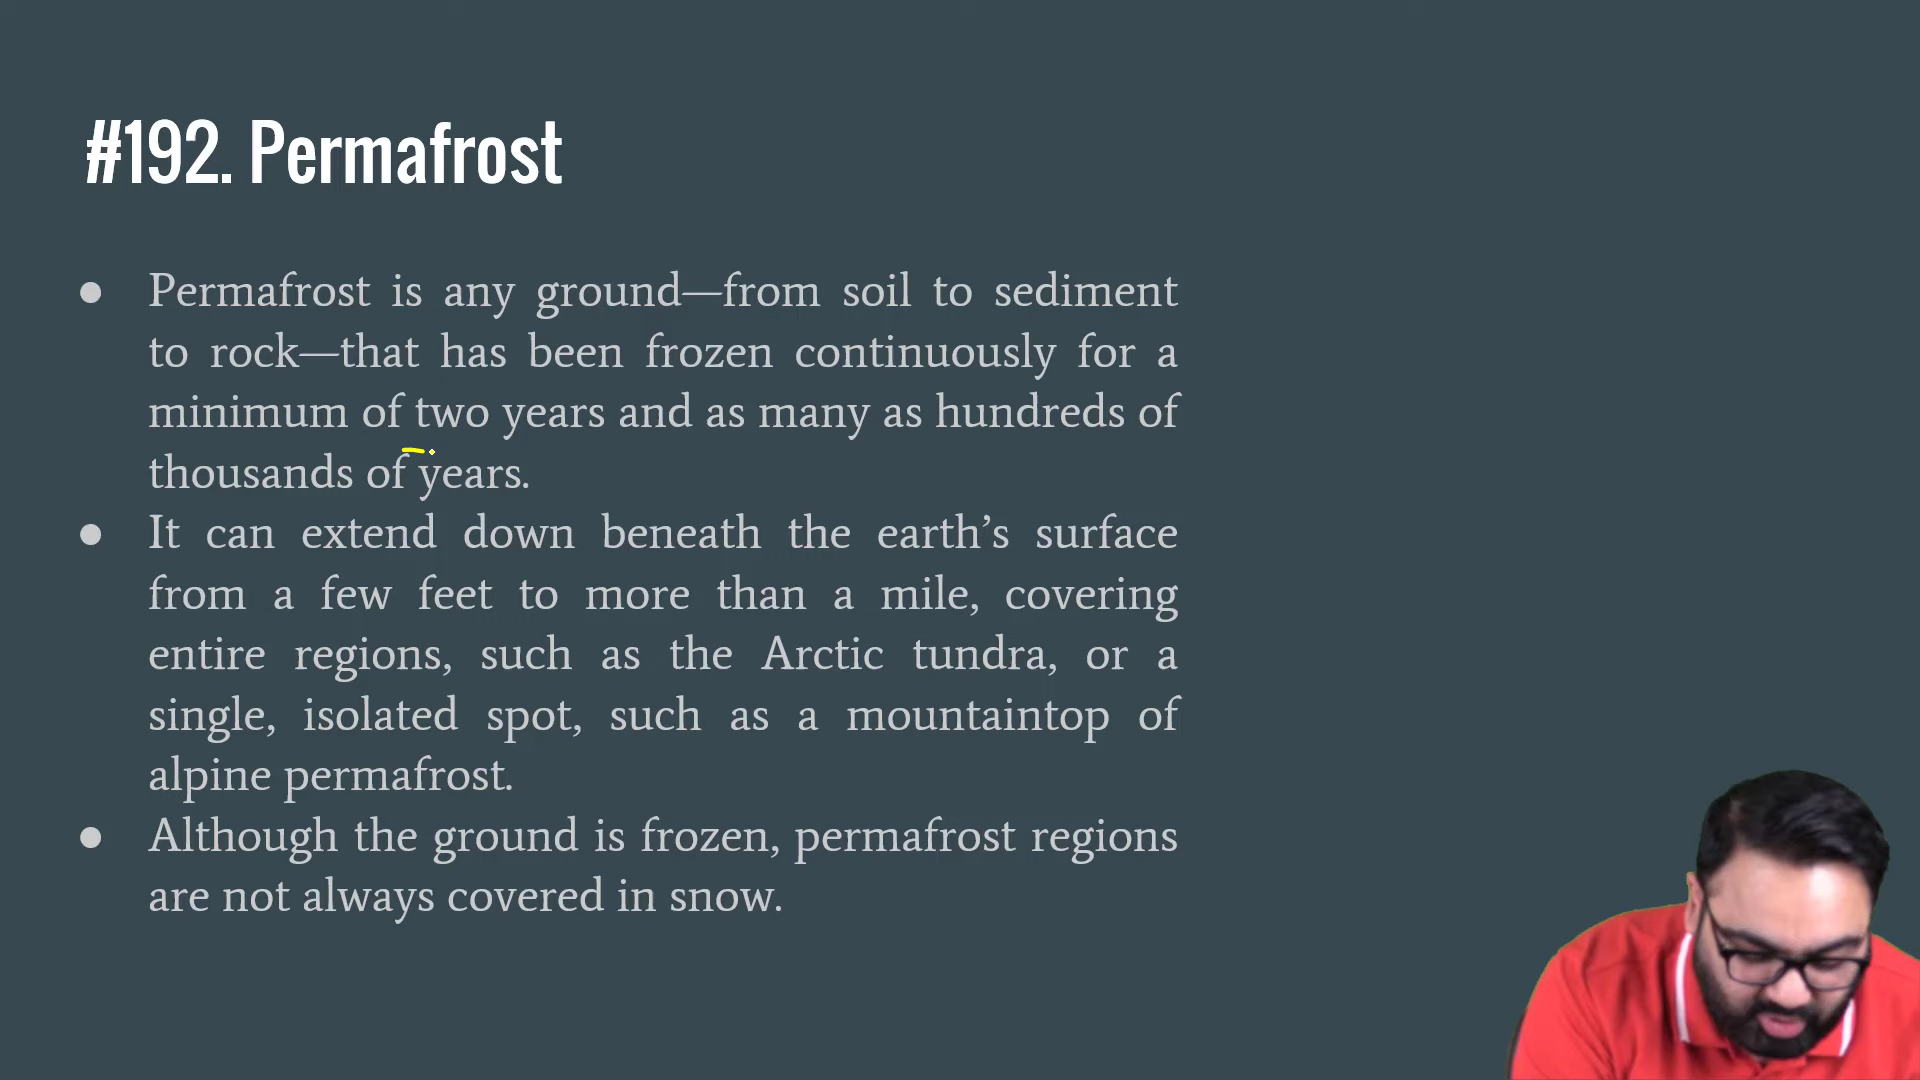 #192. Permafrost
● Permafrost is any ground—from soil to sediment
to rock—that has been frozen continuously for a
minimum of two years and as many as hundreds of
thousands of years.
● It can extend down beneath the earth’s surface
from a few feet to more than a mile, covering
entire regions, such as the Arctic tundra, or a
single, isolated spot, such as a mountaintop of
alpine permafrost.
● Although the ground is frozen, permafrost regions
are not always covered in snow.